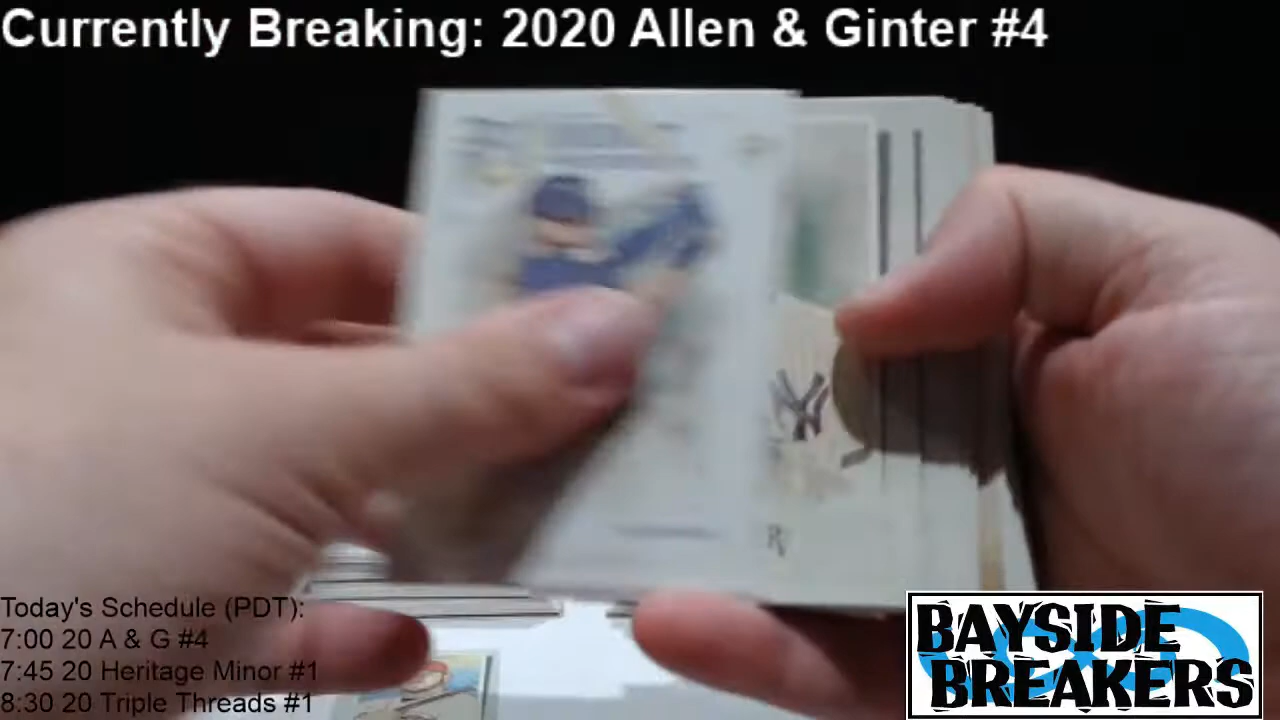 Currently Breaking: 2020 Allen & Ginter #4
NY
Today's Schedule (PDT):
7:00 20 A & G #4
7:45 20 Heritage Minor #1
8:30 20 Triple Threads #1
BAYSIDE
BREAKERS